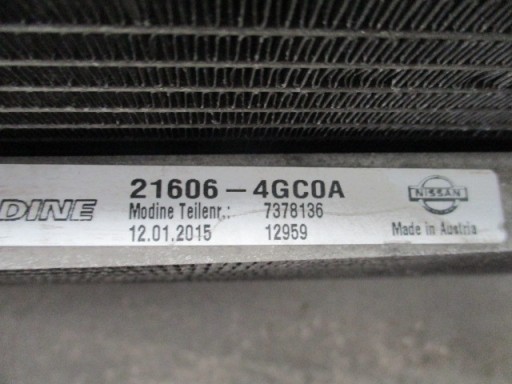 DINE 21606-4GC0A NISSAN
Modine Teilenr.: 7378136
12.01.2015 12959 Made in Austria